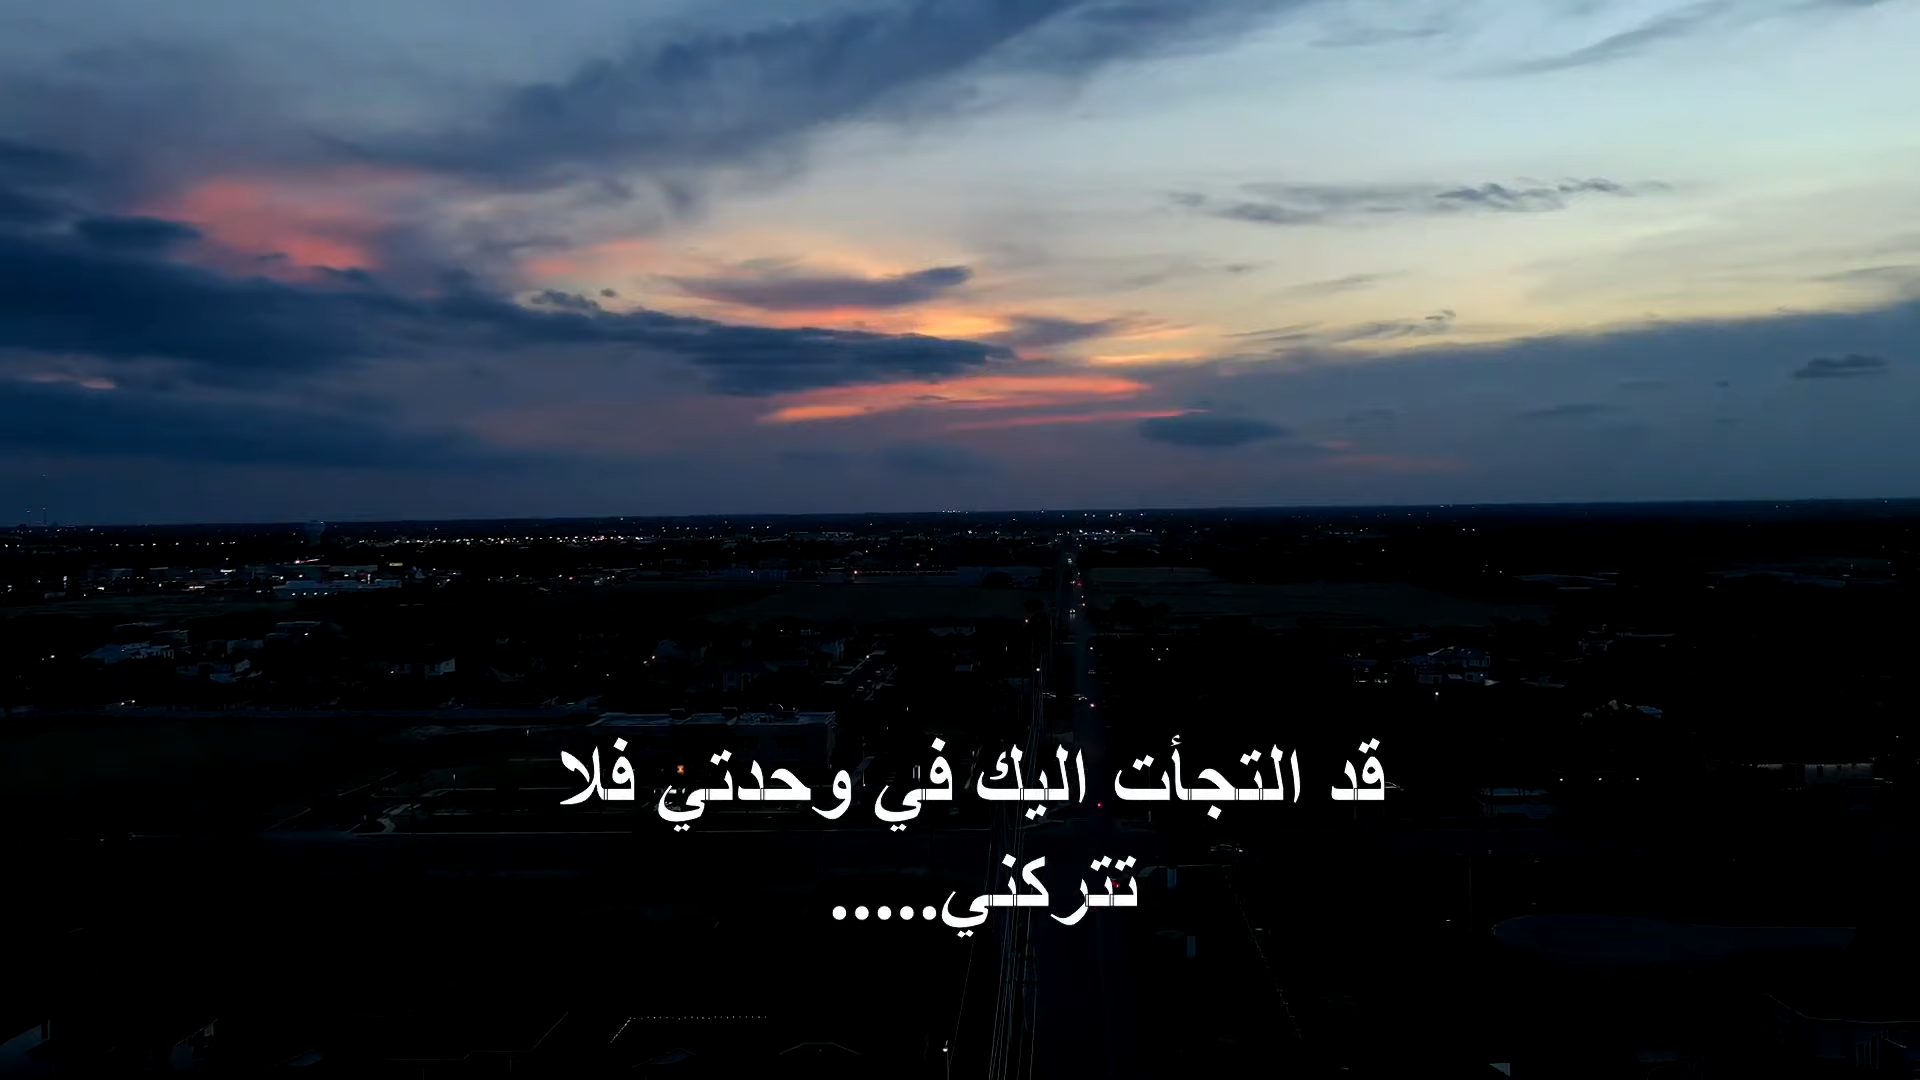 قد التجأت اليك في وحدتي فلا
تتركني.....